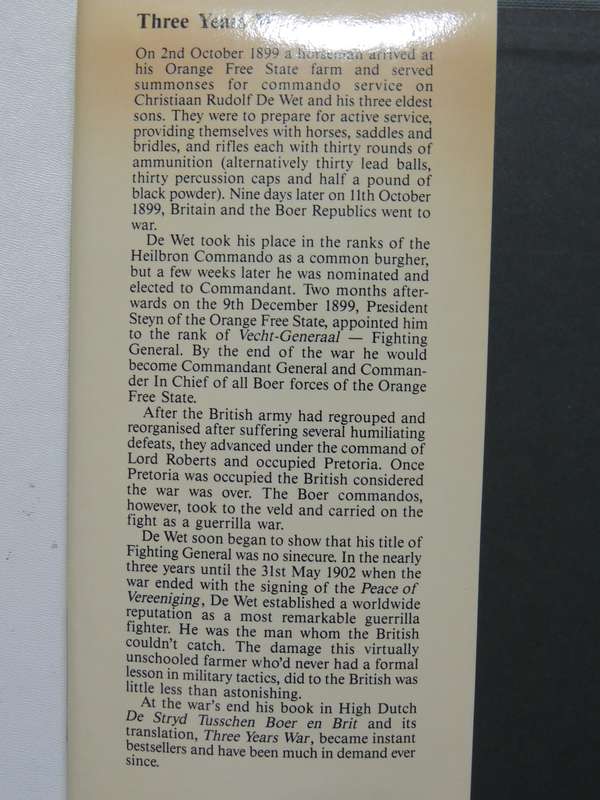 Three Years
On 2nd October 1899 a horseman arrived at
his Orange Free State farm and served
summonses for commando service on
Christiaan Rudolf De Wet and his three eldest
sons. They were to prepare for active service,
providing themselves with horses, saddles and
bridles, and rifles each with thirty rounds of
ammunition (alternatively thirty lead balls,
thirty percussion caps and half a pound of
black powder). Nine days later on 11th October
1899, Britain and the Boer Republics went to
war.
De Wet took his place in the ranks of the
Heilbron Commando as a common burgher,
but a few weeks later he was nominated and
elected to Commandant. Two months after-
wards on the 9th December 1899, President
Steyn of the Orange Free State, appointed him
to the rank of Vecht-Generaal — Fighting
General. By the end of the war he would
become Commandant General and Comman-
der In Chief of all Boer forces of the Orange
Free State.
After the British army had regrouped and
reorganised after suffering several humiliating
defeats, they advanced under the command of
Lord Roberts and occupied Pretoria. Once
Pretoria was occupied the British considered
the war was over. The Boer commandos,
however, took to the veld and carried on the
fight as a guerrilla war.
De Wet soon began to show that his title of
Fighting General was no sinecure. In the nearly
three years until the 31st May 1902 when the
war ended with the signing of the Peace of
Vereeniging, De Wet established a worldwide
reputation as a most remarkable guerrilla
fighter. He was the man whom the British
couldn't catch. The damage this virtually
unschooled farmer who'd never had a formal
lesson in military tactics, did to the British was
little less than astonishing.
At the war's end his book in High Dutch
De Stryd Tusschen Boer en Brit and its
translation, Three Years War, became instant
bestsellers and have been much in demand ever
since.